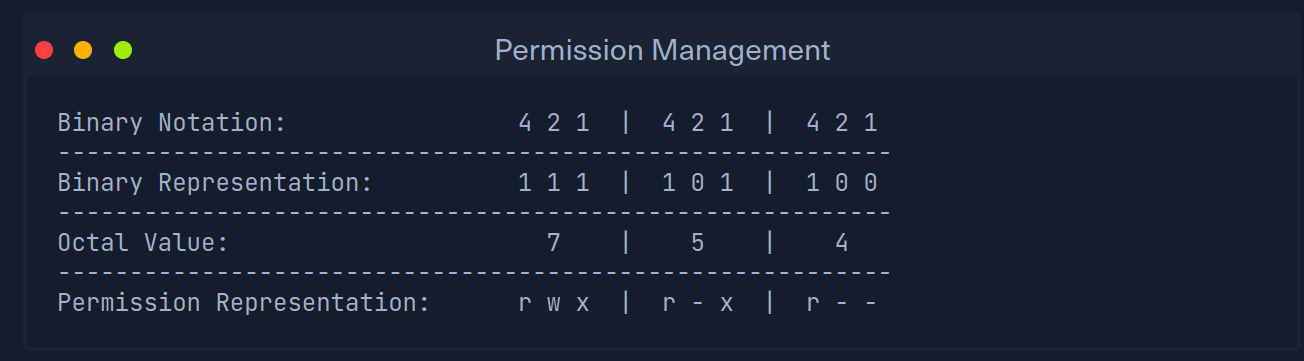 Permission Management
Binary Notation:                4 2 1  |  4 2 1  |  4 2 1
----------------------------------------------------------
Binary Representation:          1 1 1  |  1 0 1  |  1 0 0
----------------------------------------------------------
Octal Value:                      7    |    5    |    4
----------------------------------------------------------
Permission Representation:      r w x  |  r - x  |  r - -